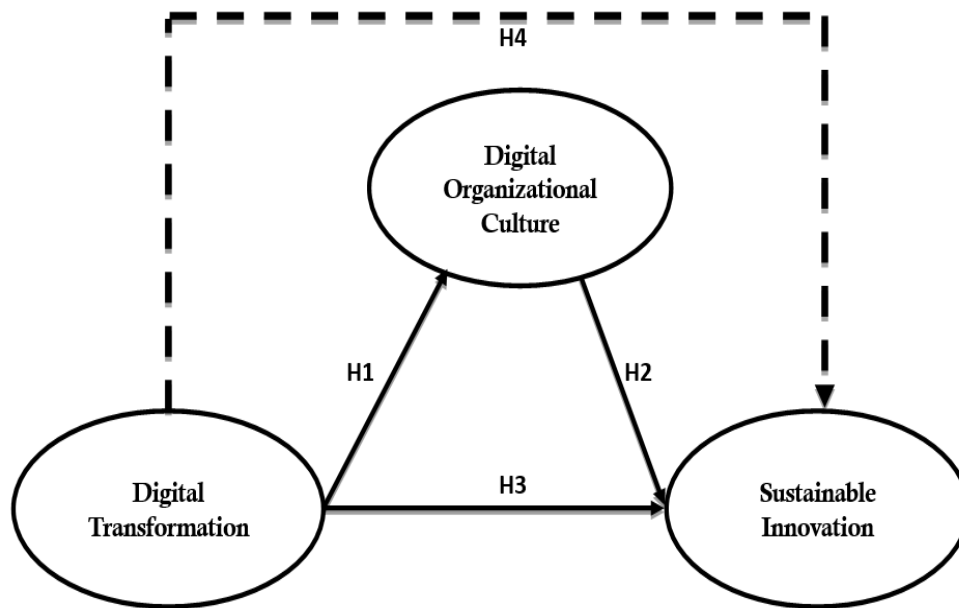 H4
Digital
Organizational
Culture
H1
H2
H3
Digital
Transformation
Sustainable
Innovation